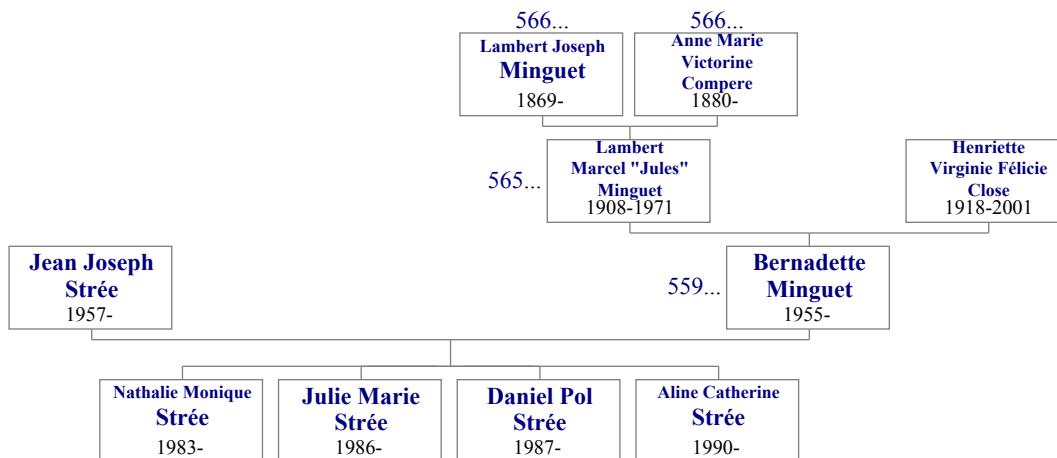 566...
566...
Lambert Joseph
Minguet
1869-
Anne Marie
Victorine
Compere
1880-
565...
Lambert
Marcel "Jules"
Minguet
1908-1971
Henriette
Virginie Félicie
Close
1918-2001
Jean Joseph
Strée
1957-
559...
Bernadette
Minguet
1955-
Nathalie Monique
Strée
1983-
Julie Marie
Strée
1986-
Daniel Pol
Strée
1987-
Aline Catherine
Strée
1990-